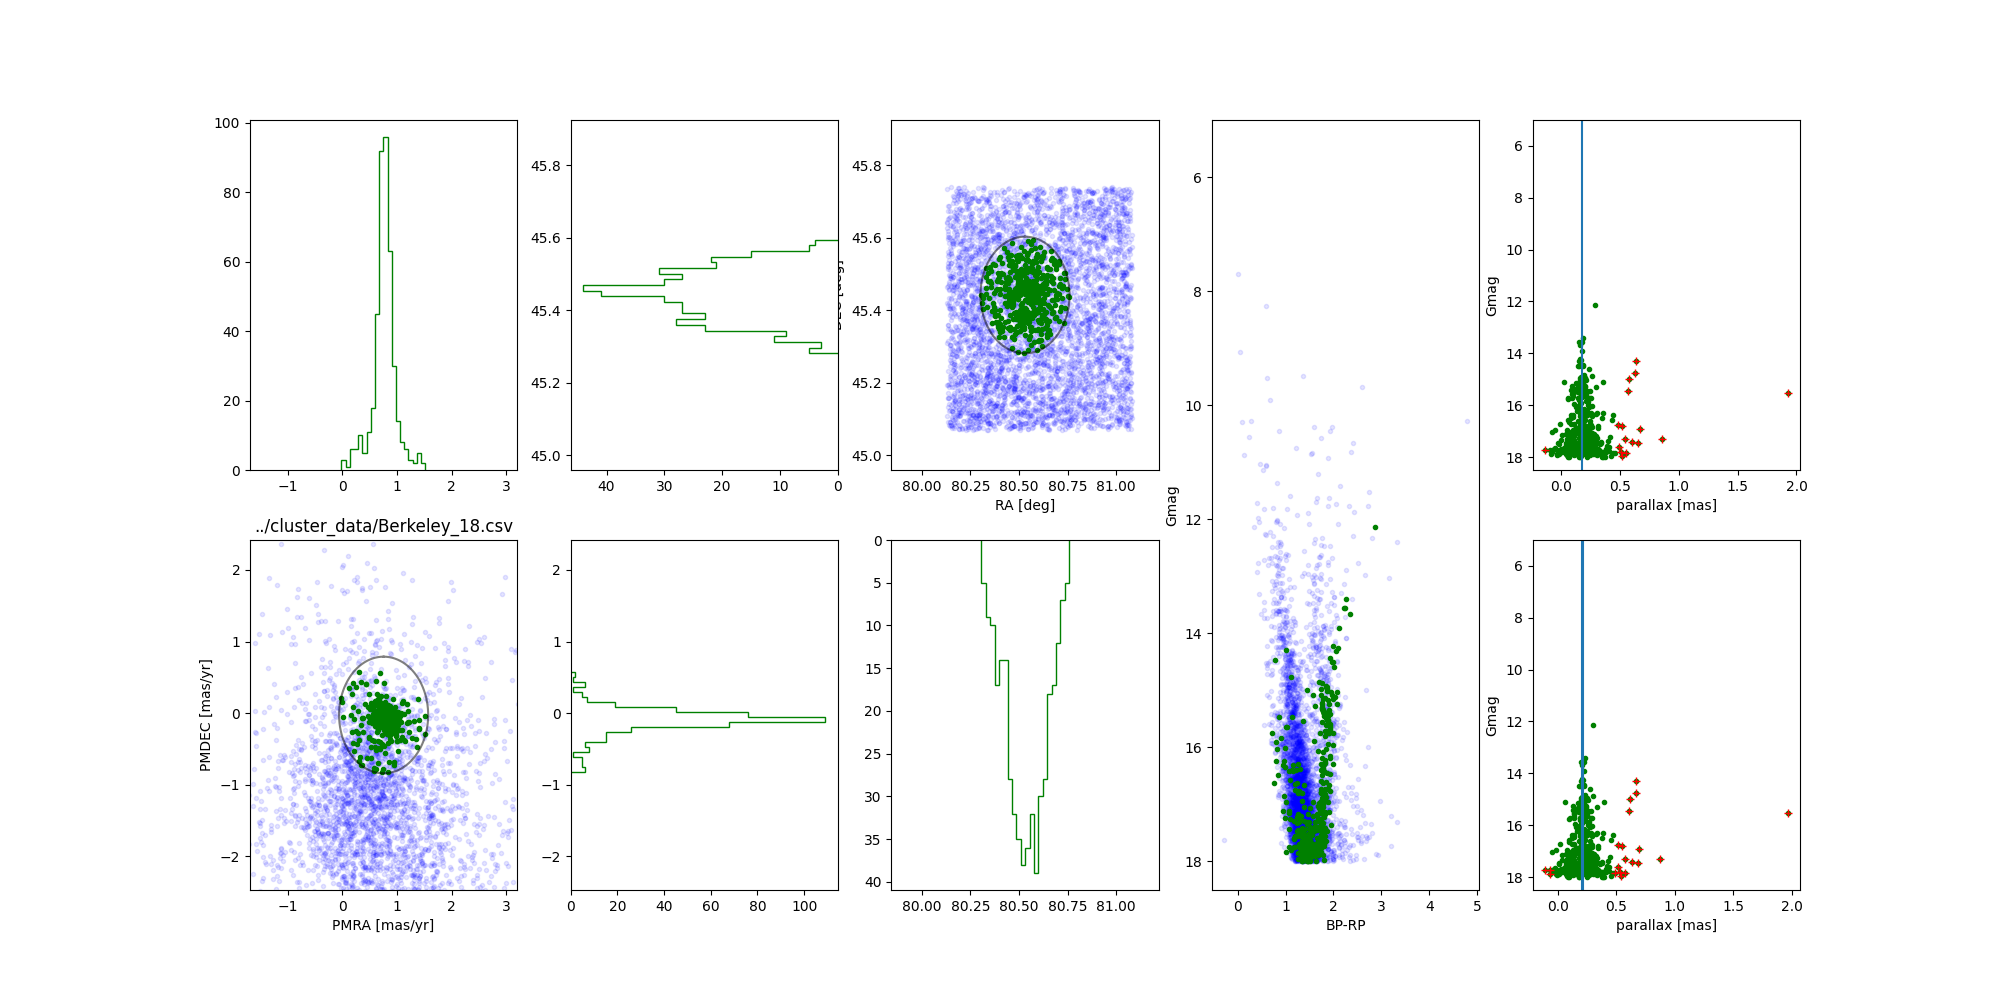 100
80
60
40
20
0
−1 0 1 2 3
45.8
45.6
45.4
45.2
45.0
40 30 20 10 0
45.8
45.6
45.4
45.2
45.0
80.00 80.25 80.50 80.75 81.00
RA [deg]
6
8
10
12
14
16
18
Gmag
0 1 2 3 4 5
BP-RP
6
8
10
12
14
16
18
Gmag
0.0 0.5 1.0 1.5 2.0
parallax [mas]
../cluster_data/Berkeley_18.csv
2
1
0
−1
−2
PMDEC [mas/yr]
−1 0 1 2 3
PMRA [mas/yr]
2
1
0
−1
−2
0 20 40 60 80 100
0
5
10
15
20
25
30
35
40
80.00 80.25 80.50 80.75 81.00
6
8
10
12
14
16
18
Gmag
0.0 0.5 1.0 1.5 2.0
parallax [mas]